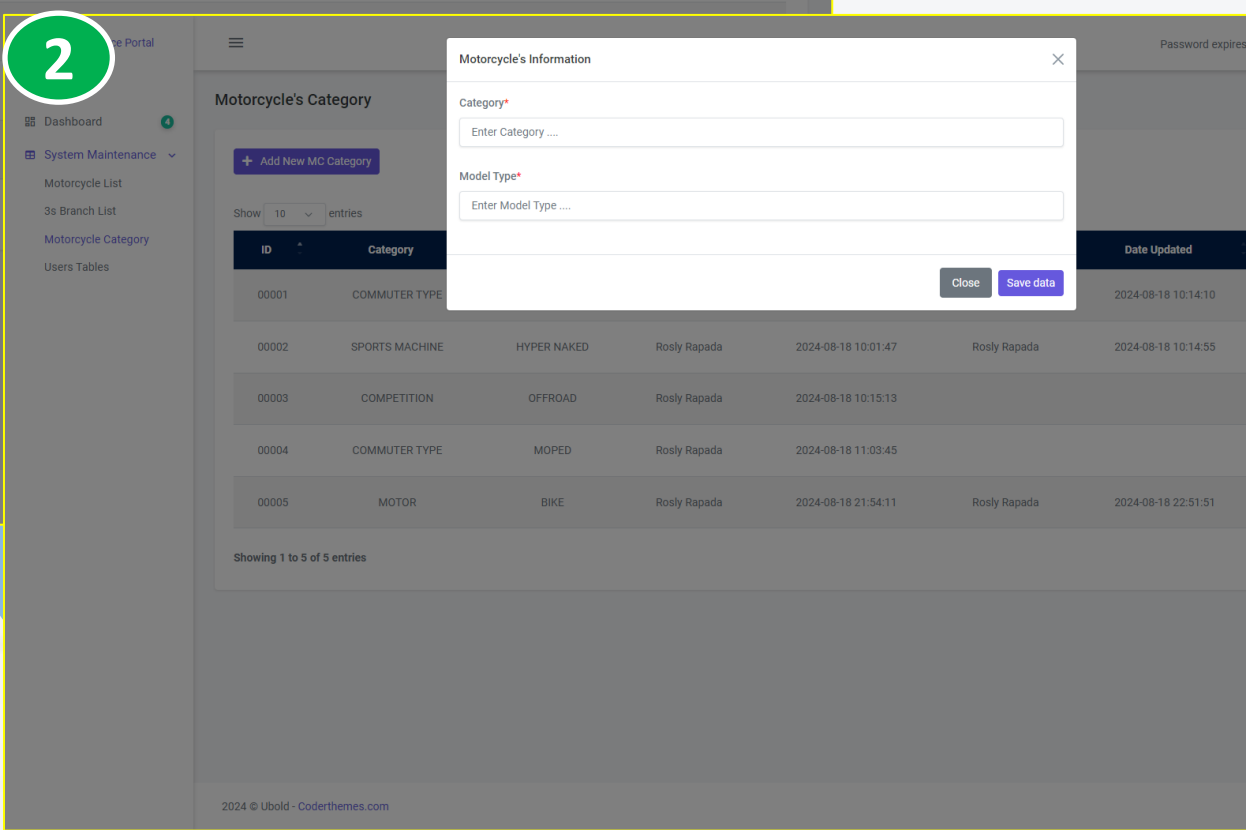 2
ce Portal
Password expires
Motorcycle's Information
Motorcycle's Category
Category*
Enter Category ....
Dashboard 4
System Maintenance
Add New MC Category
Model Type*
Motorcycle List
Enter Model Type ....
3s Branch List
Show 10 entries
Motorcycle Category
ID Category Date Updated
Users Tables
Close Save data
00001 COMMUTER TYPE 2024-08-18 10:14:10
00002 SPORTS MACHINE HYPER NAKED Rosly Rapada 2024-08-18 10:01:47 Rosly Rapada 2024-08-18 10:14:55
00003 COMPETITION OFFROAD Rosly Rapada 2024-08-18 10:15:13
00004 COMMUTER TYPE MOPED Rosly Rapada 2024-08-18 11:03:45
00005 MOTOR BIKE Rosly Rapada 2024-08-18 21:54:11 Rosly Rapada 2024-08-18 22:51:51
Showing 1 to 5 of 5 entries
2024 © Ubold - Coderthemes.com